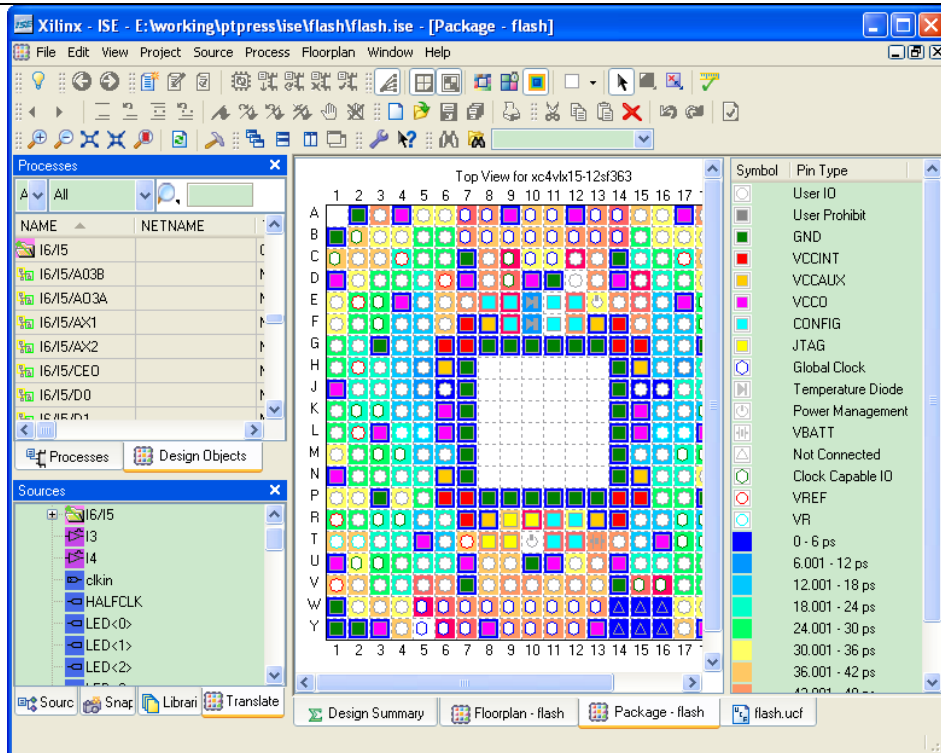 Xilinx - ISE - E:\working\ptpress\ise\flash\flash.ise - [Package - flash]
File Edit View Project Source Process Floorplan Window Help
Processes
All
NAME NETNAME
I6/I5
I6/I5/A03B
I6/I5/A03A
I6/I5/AX1
I6/I5/AX2
I6/I5/CE0
I6/I5/D0
I6/I5/D1
Processes Design Objects
Sources
I6/I5
I3
I4
clkin
HALFCLK
LED<0>
LED<1>
LED<2>
Sourc Snap Librari Translate
Top View for xc4vlx15-12sf363
1 2 3 4 5 6 7 8 9 10 11 12 13 14 15 16 17
A
B
C
D
E
F
G
H
J
K
L
M
N
P
R
T
U
V
W
Y
1 2 3 4 5 6 7 8 9 10 11 12 13 14 15 16 17
Symbol Pin Type
User IO
User Prohibit
GND
VCCINT
VCCAUX
VCCO
CONFIG
JTAG
Global Clock
Temperature Diode
Power Management
VBATT
Not Connected
Clock Capable IO
VREF
VR
0 - 6 ps
6.001 - 12 ps
12.001 - 18 ps
18.001 - 24 ps
24.001 - 30 ps
30.001 - 36 ps
36.001 - 42 ps
Design Summary Floorplan - flash Package - flash flash.ucf